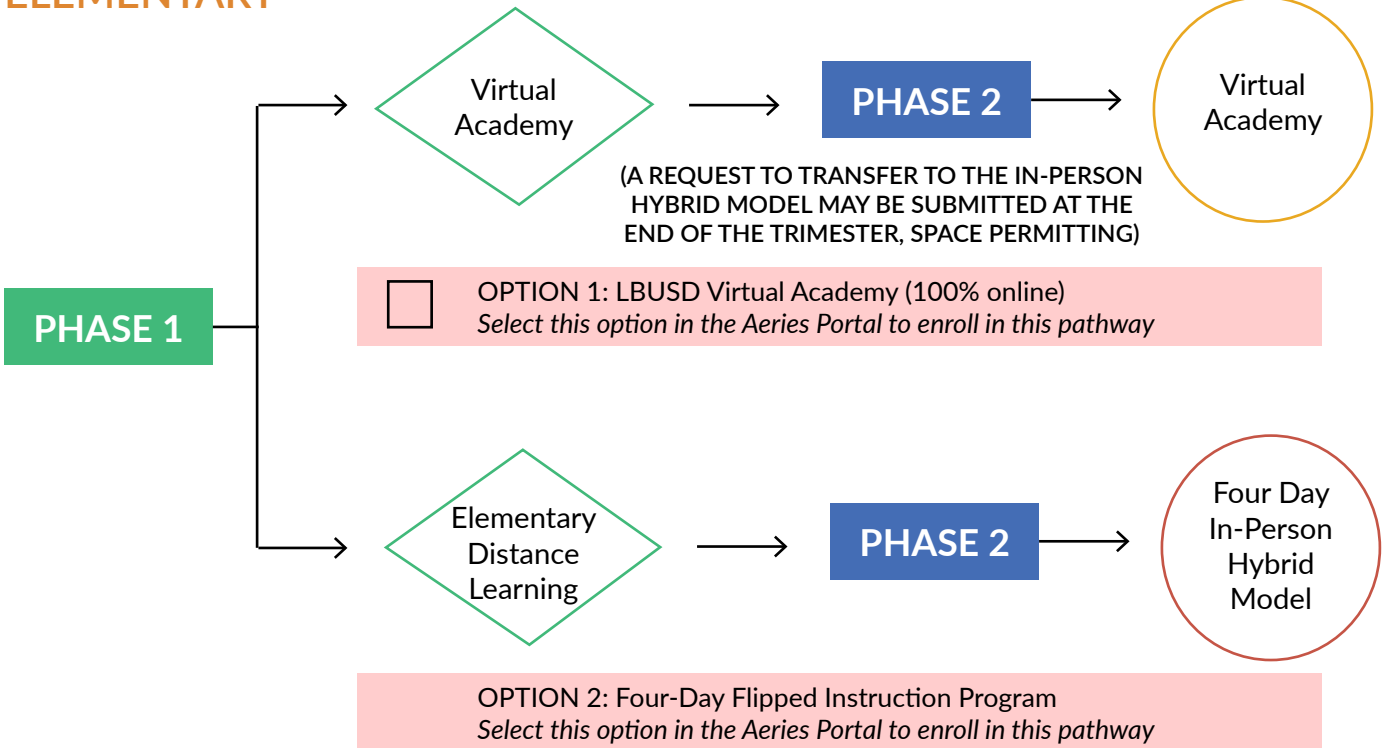 ELEMENTARY
Virtual
Academy
PHASE 2
Virtual
Academy
(A REQUEST TO TRANSFER TO THE IN-PERSON
HYBRID MODEL MAY BE SUBMITTED AT THE
END OF THE TRIMESTER, SPACE PERMITTING)
OPTION 1: LBUSD Virtual Academy (100% online)
Select this option in the Aeries Portal to enroll in this pathway
PHASE 1
Elementary
Distance
Learning
PHASE 2
Four Day
In-Person
Hybrid
Model
OPTION 2: Four-Day Flipped Instruction Program
Select this option in the Aeries Portal to enroll in this pathway